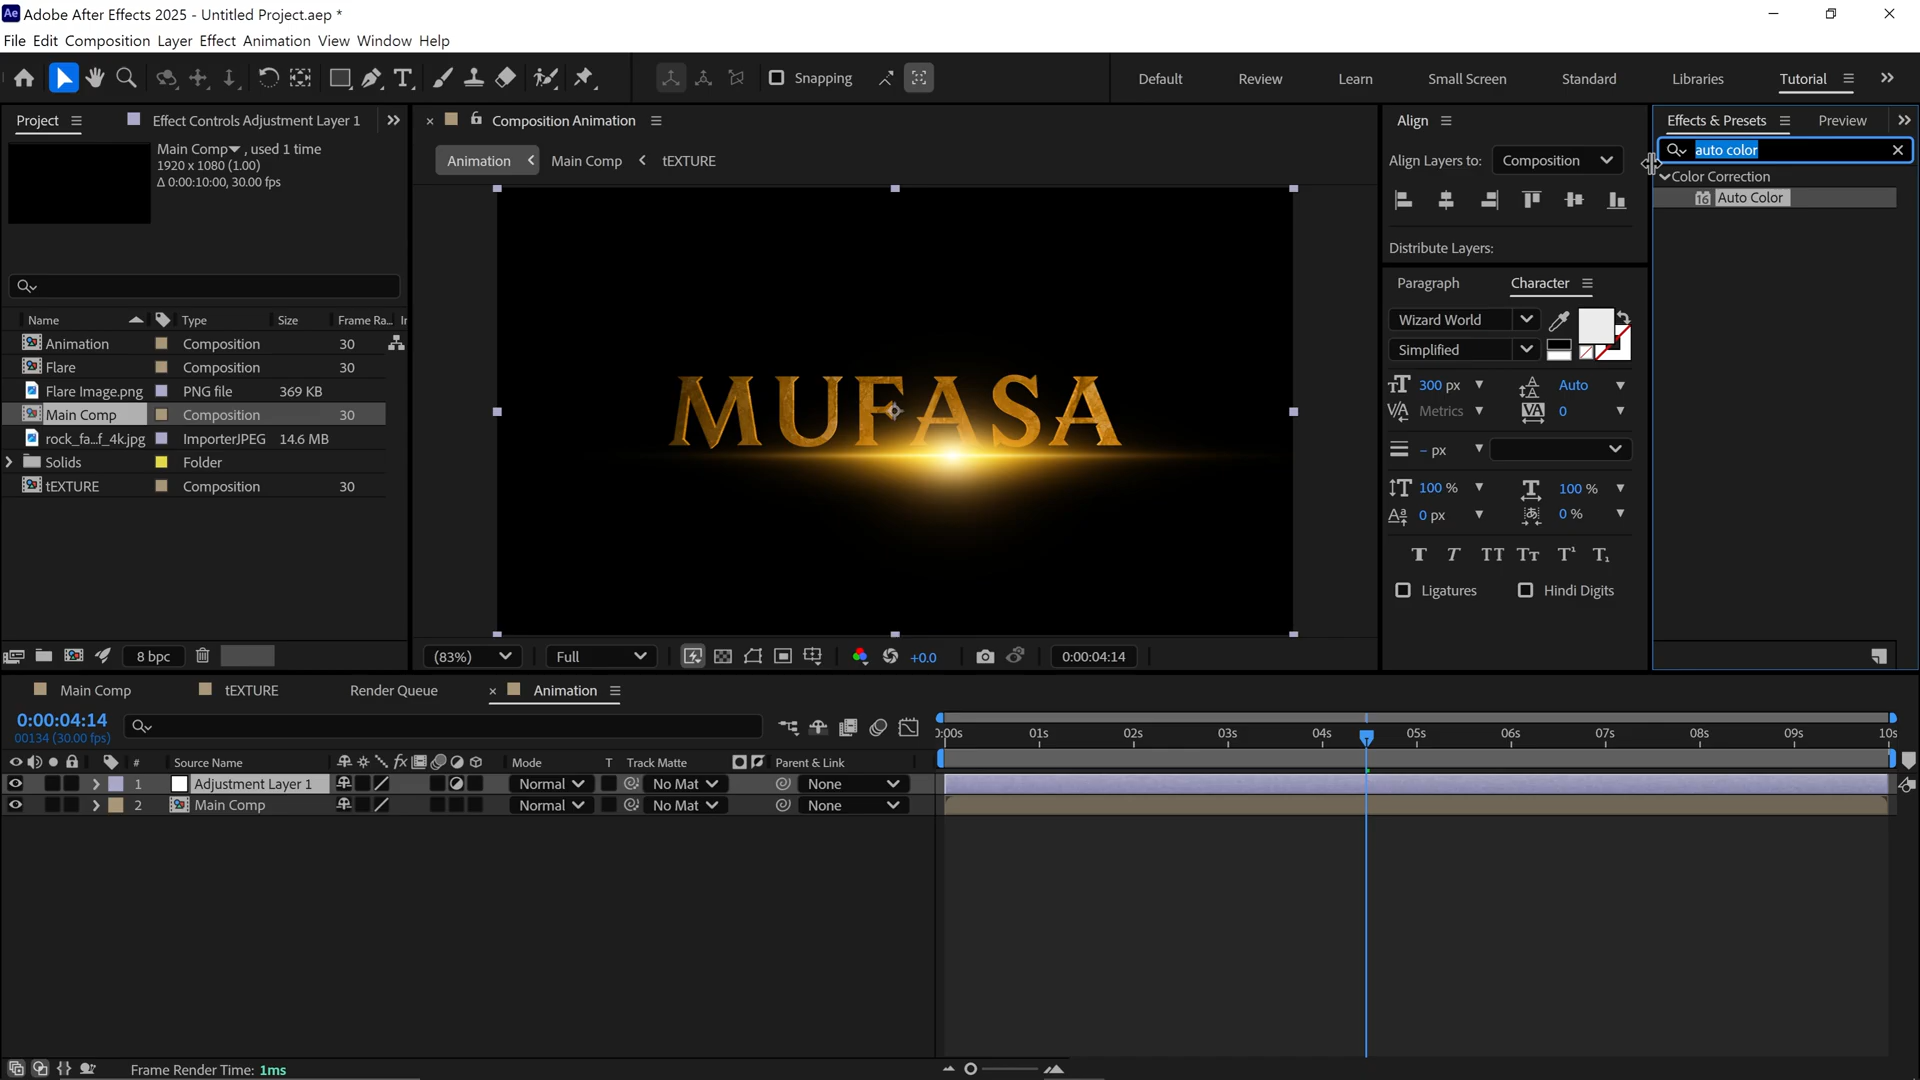 Adobe After Effects 2025 - Untitled Project.aep *
File Edit Composition Layer Effect Animation View Window Help
Snapping
Default Review Learn Small Screen Standard Libraries Tutorial
Project
Effect Controls Adjustment Layer 1
Main Comp, used 1 time
1920 x 1080 (1.00)
Δ 0:00:10:00, 30.00 fps
Name Type Size Frame Ra...
Animation Composition 30
Flare Composition 30
Flare Image.png PNG file 369 KB
Main Comp Composition 30
rock_fa...f_4k.jpg ImporterJPEG 14.6 MB
Solids Folder
tEXTURE Composition 30
8 bpc
Composition Animation
Animation Main Comp tEXTURE
MUFASA
(83%) Full +0.0 0:00:04:14
Align
Align Layers to: Composition
Distribute Layers:
Paragraph Character
Wizard World
Simplified
300 px Auto
Metrics 0
– px
100 % 100 %
0 px 0 %
T T TT Tт T¹ T₁
Ligatures Hindi Digits
Effects & Presets Preview
auto color
Color Correction
16 Auto Color
Main Comp tEXTURE Render Queue Animation
0:00:04:14
00134 (30.00 fps)
:00s 01s 02s 03s 04s 05s 06s 07s 08s 09s 10s
# Source Name fx Mode T Track Matte Parent & Link
1 Adjustment Layer 1 Normal No Mat None
2 Main Comp Normal No Mat None
Frame Render Time: 1ms